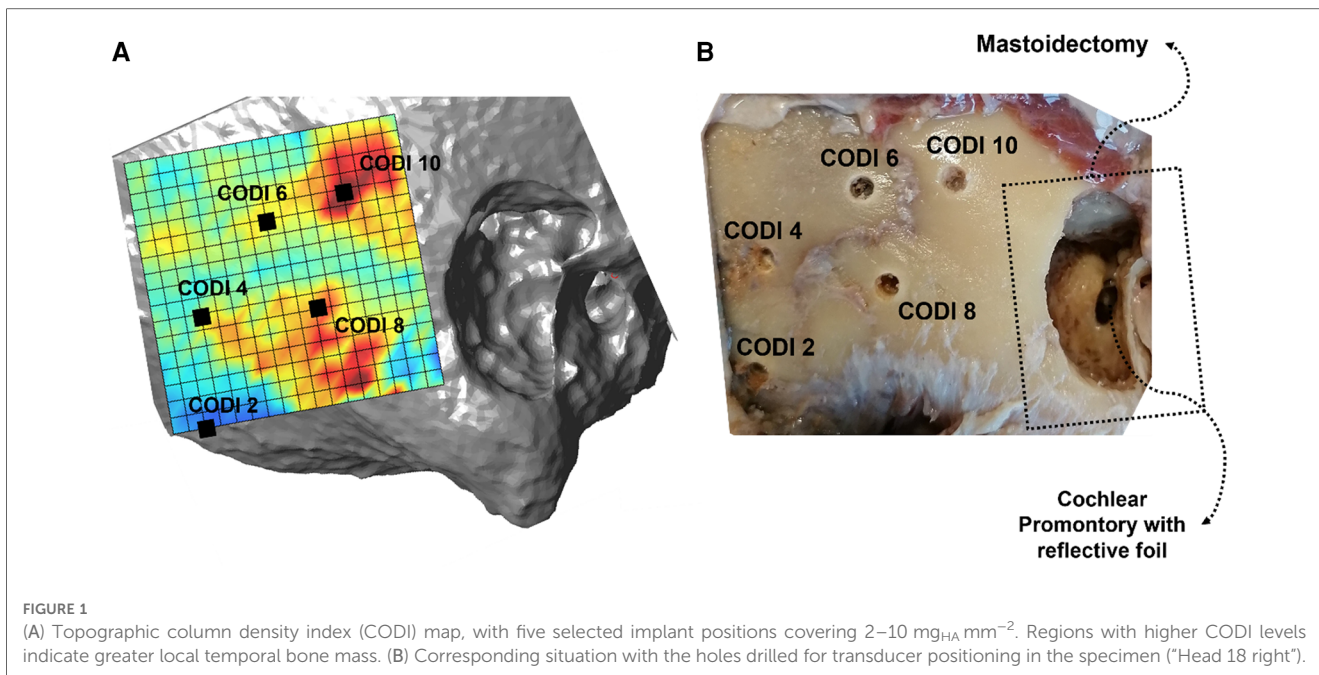 A
B
Mastoidectomy
CODI 10
CODI 6
CODI 4
CODI 8
CODI 2
CODI 6
CODI 10
CODI 4
CODI 8
CODI 2
Cochlear
Promontory with
reflective foil
FIGURE 1
(A) Topographic column density index (CODI) map, with five selected implant positions covering 2–10 mgHA mm−2. Regions with higher CODI levels
indicate greater local temporal bone mass. (B) Corresponding situation with the holes drilled for transducer positioning in the specimen (“Head 18 right”).